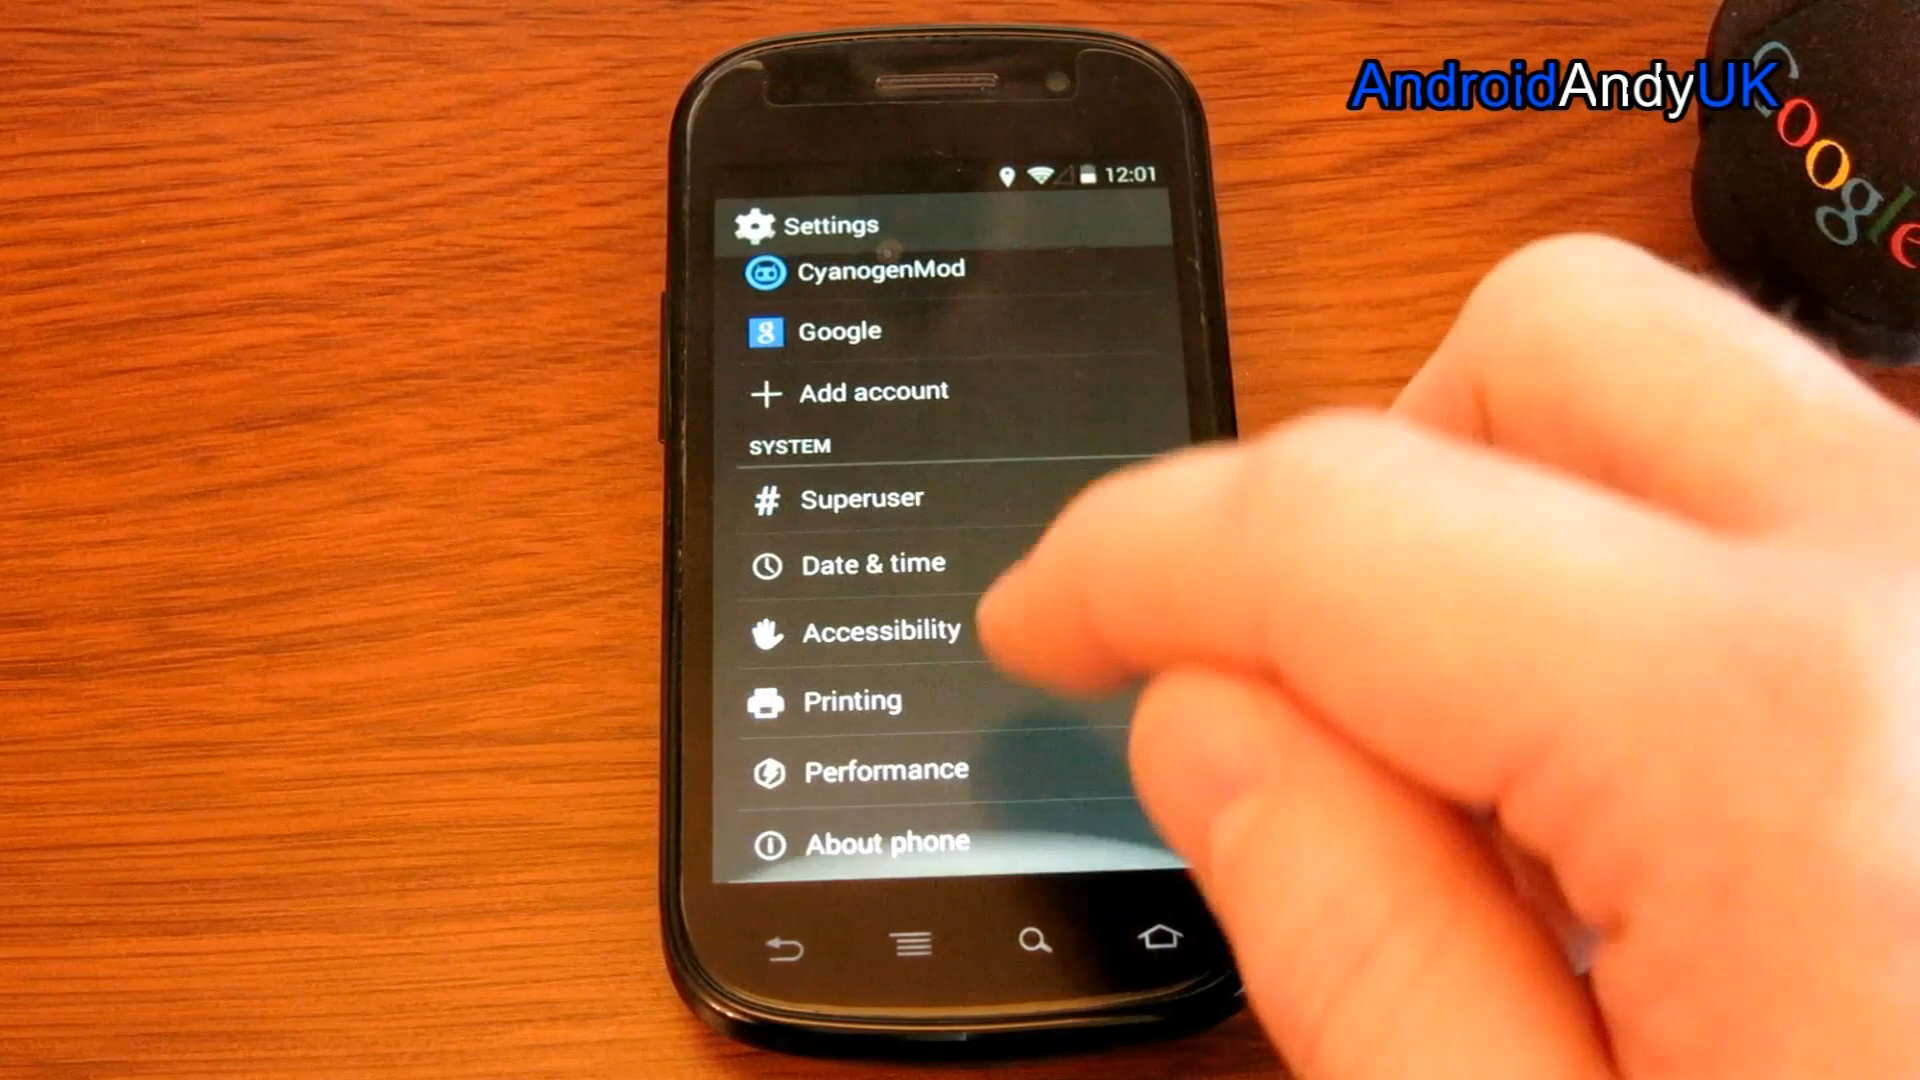 AndroidAndyUK
Google
12:01
Settings
CyanogenMod
g Google
Add account
SYSTEM
# Superuser
Date & time
Accessibility
Printing
Performance
About phone